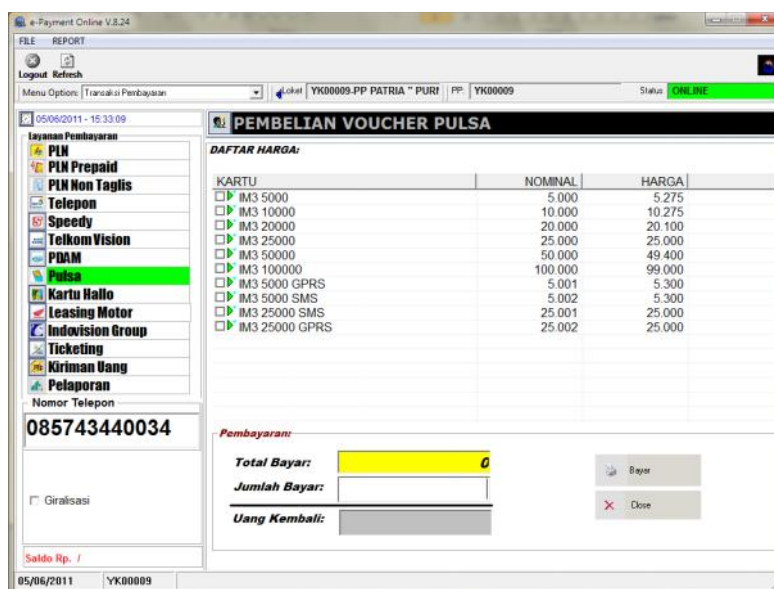 e-Payment Online V.8.24
FILE REPORT
Logout Refresh
Menu Option: Transaksi Pembayaran Loket YK00009-PP PATRIA " PURI PP: YK00009 Status ONLINE
05/06/2011 - 15:33:09
Layanan Pembayaran
PLN
PLN Prepaid
PLN Non Taglis
Telepon
Speedy
Telkom Vision
PDAM
Pulsa
Kartu Hallo
Leasing Motor
Indovision Group
Ticketing
Kiriman Uang
Pelaporan
Nomor Telepon
085743440034
Giralisasi
Saldo Rp. /
PEMBELIAN VOUCHER PULSA
DAFTAR HARGA:
KARTU NOMINAL HARGA
IM3 5000 5.000 5.275
IM3 10000 10.000 10.275
IM3 20000 20.000 20.100
IM3 25000 25.000 25.000
IM3 50000 50.000 49.400
IM3 100000 100.000 99.000
IM3 5000 GPRS 5.001 5.300
IM3 5000 SMS 5.002 5.300
IM3 25000 SMS 25.001 25.000
IM3 25000 GPRS 25.002 25.000
Pembayaran:
Total Bayar: 0
Jumlah Bayar:
Uang Kembali:
Bayar
Close
05/06/2011 YK00009